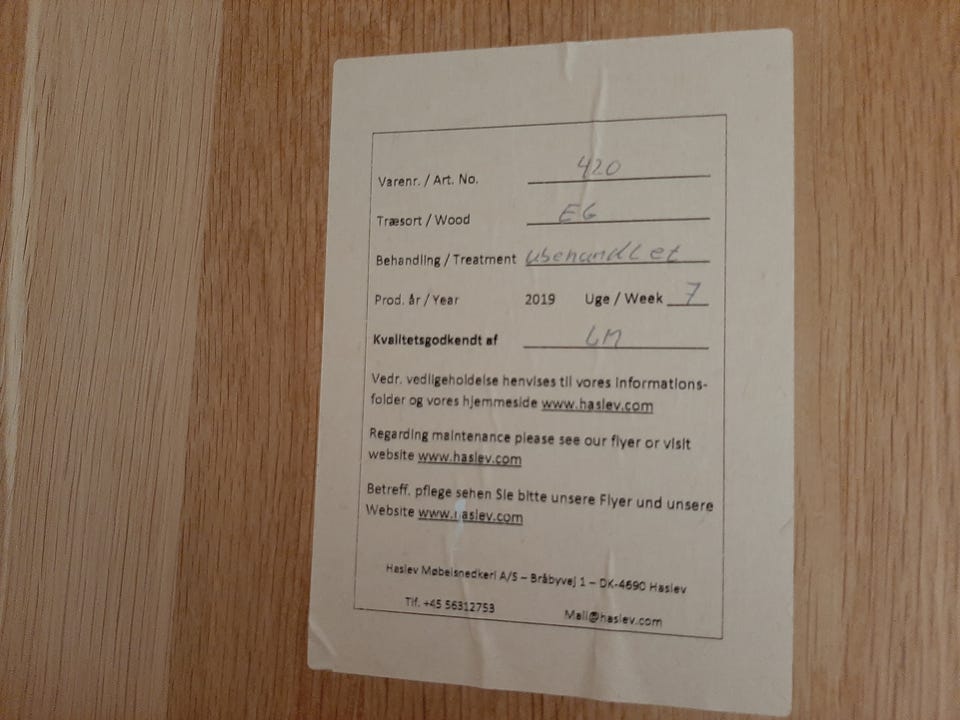 Varenr. / Art. No. 420
Træsort / Wood EG
Behandling / Treatment Ubehandlet
Prod. år / Year 2019 Uge / Week 7
Kvalitetsgodkendt af LM
Vedr. vedligeholdelse henvises til vores informations-
folder og vores hjemmeside www.haslev.com
Regarding maintenance please see our flyer or visit
website www.haslev.com
Betreff. pflege sehen Sie bitte unsere Flyer und unsere
Website www.haslev.com
Haslev Møbelsnedkeri A/S – Bråbyvej 1 – DK-4690 Haslev
Tlf. +45 56312753 Mail@haslev.com